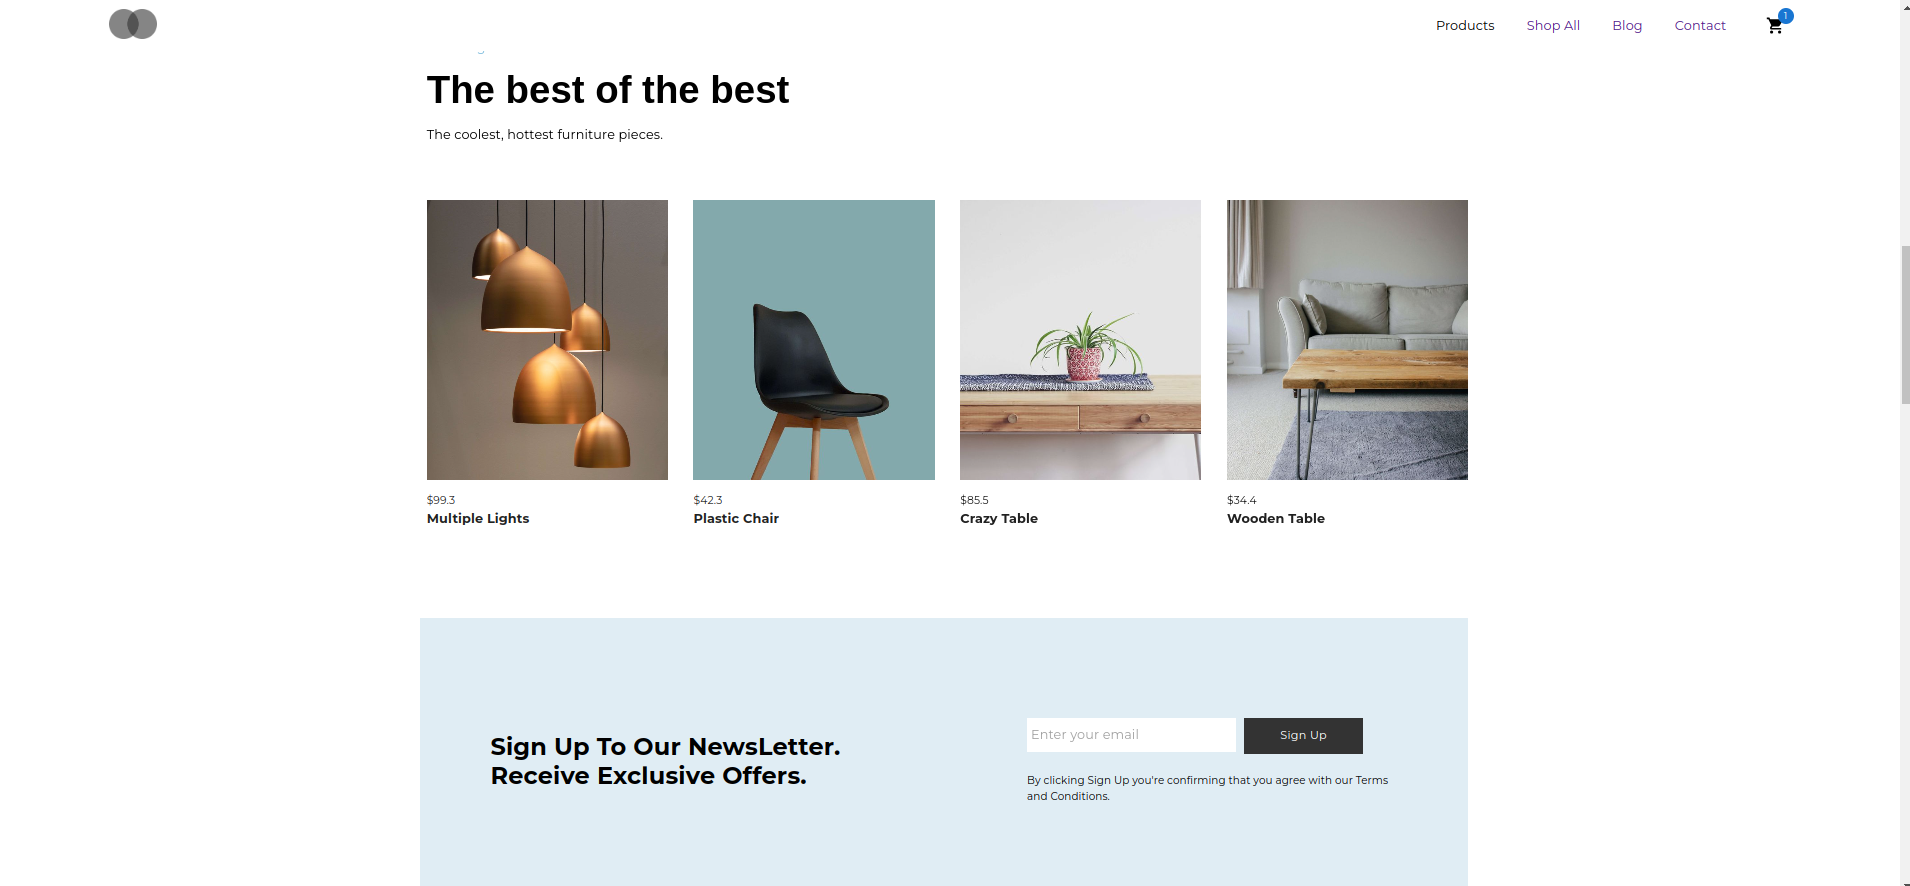 Products Shop All Blog Contact 1
The best of the best
The coolest, hottest furniture pieces.
$99.3 $42.3 $85.5 $34.4
Multiple Lights Plastic Chair Crazy Table Wooden Table
Enter your email Sign Up
Sign Up To Our NewsLetter.
Receive Exclusive Offers.
By clicking Sign Up you're confirming that you agree with our Terms
and Conditions.